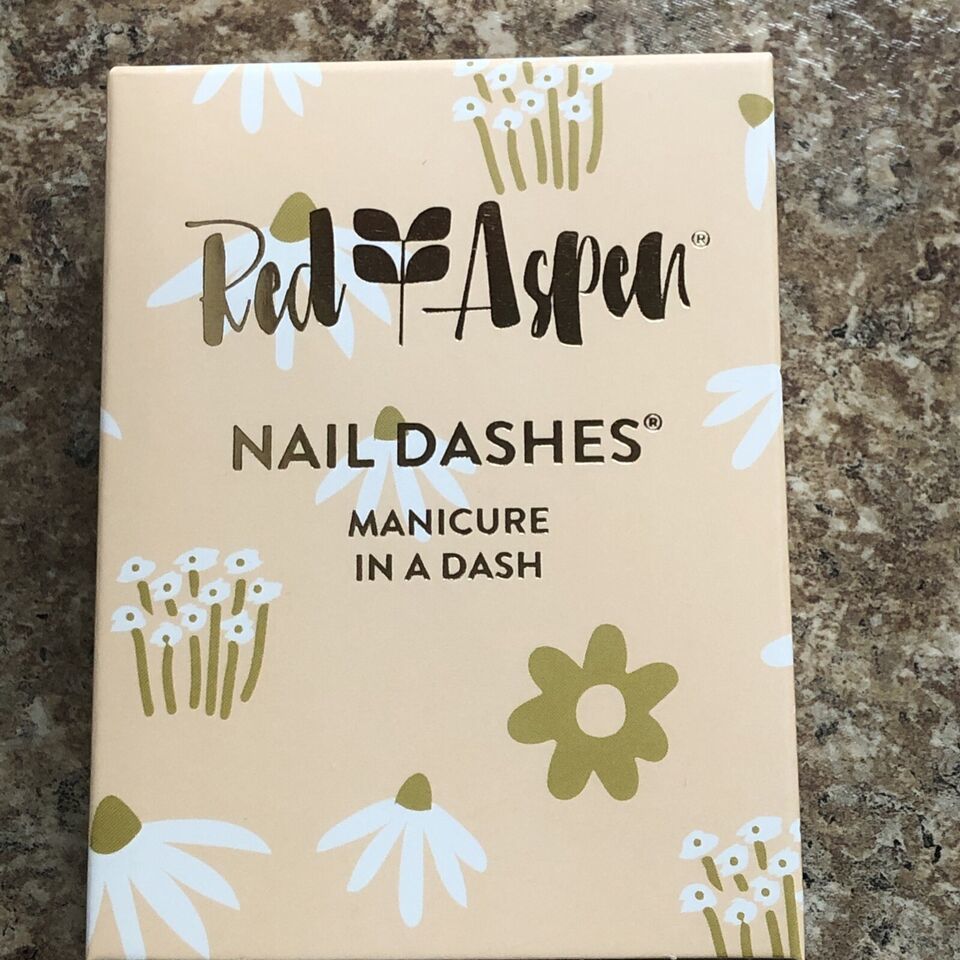 Red Aspen®
NAIL DASHES®
MANICURE
IN A DASH